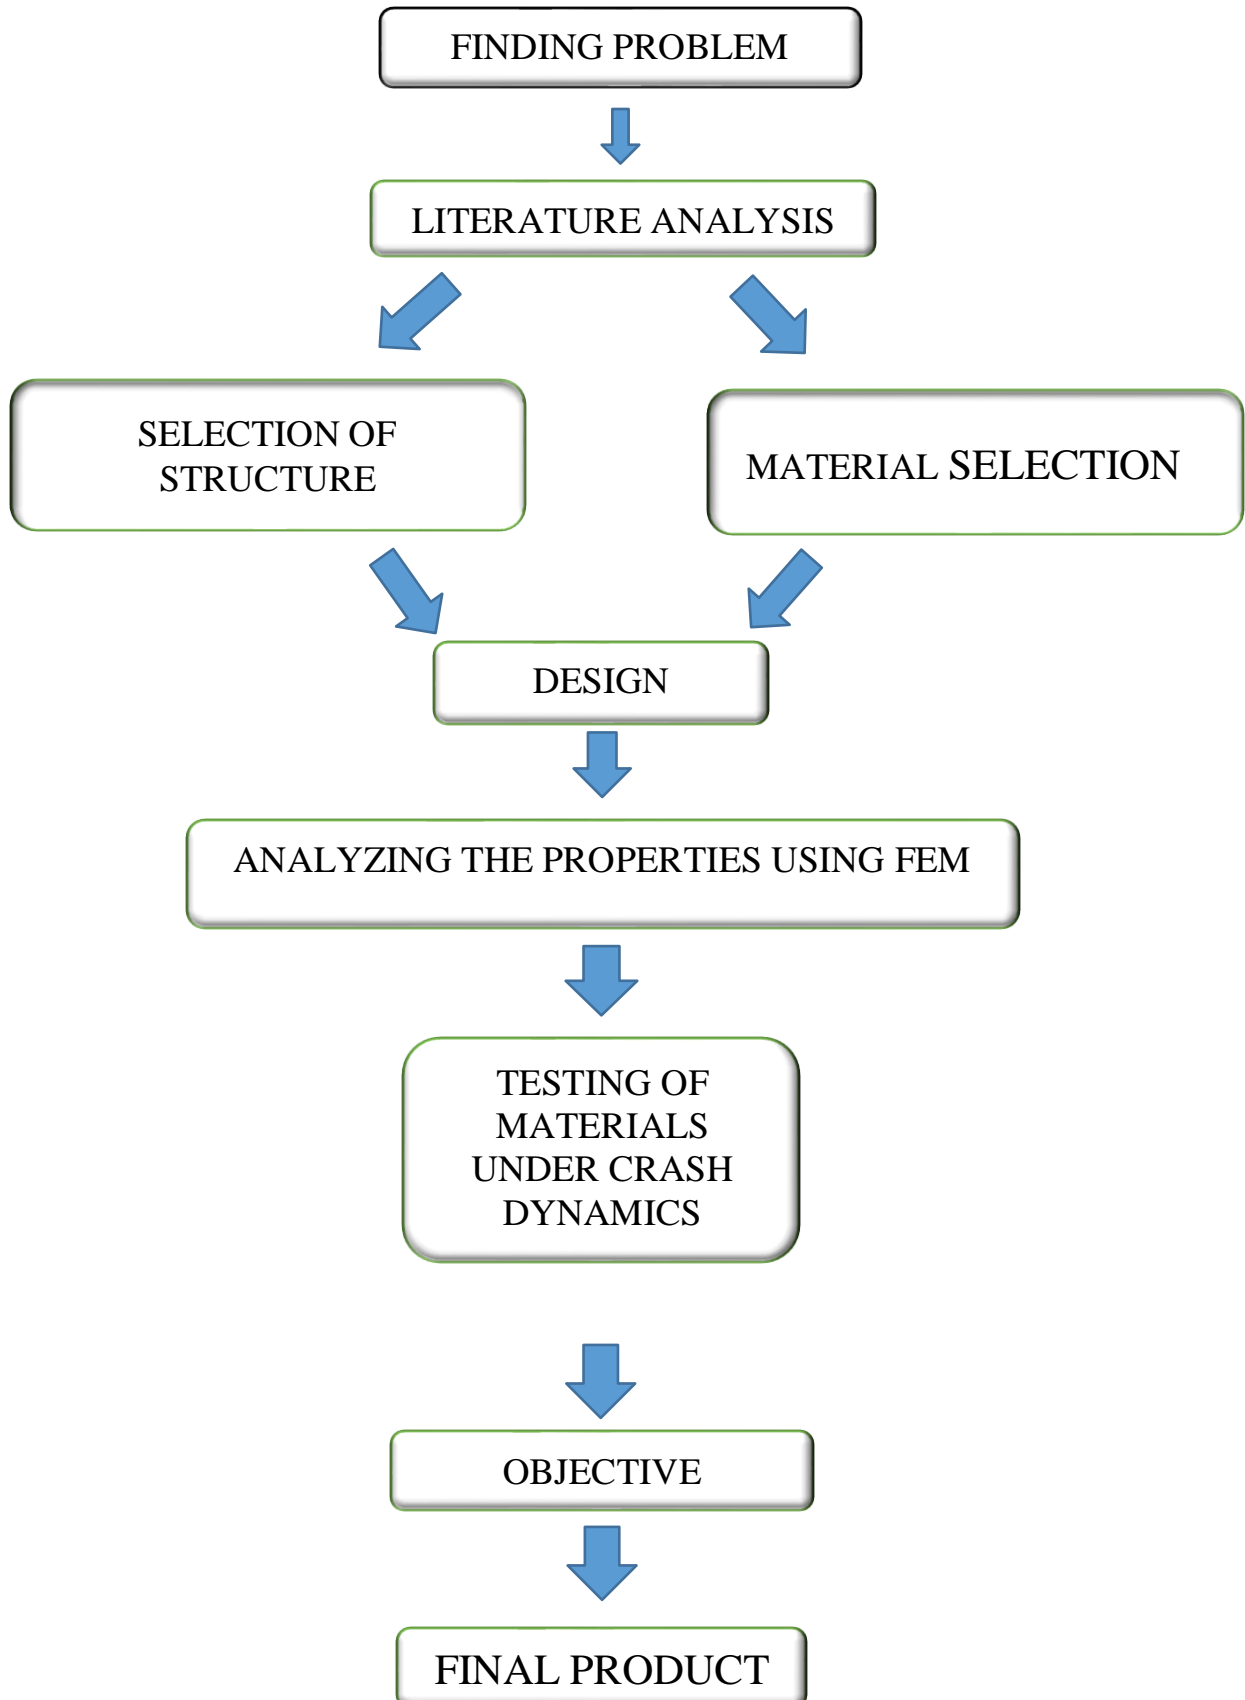 FINDING PROBLEM
LITERATURE ANALYSIS
SELECTION OF
STRUCTURE
MATERIAL SELECTION
DESIGN
ANALYZING THE PROPERTIES USING FEM
TESTING OF
MATERIALS
UNDER CRASH
DYNAMICS
OBJECTIVE
FINAL PRODUCT